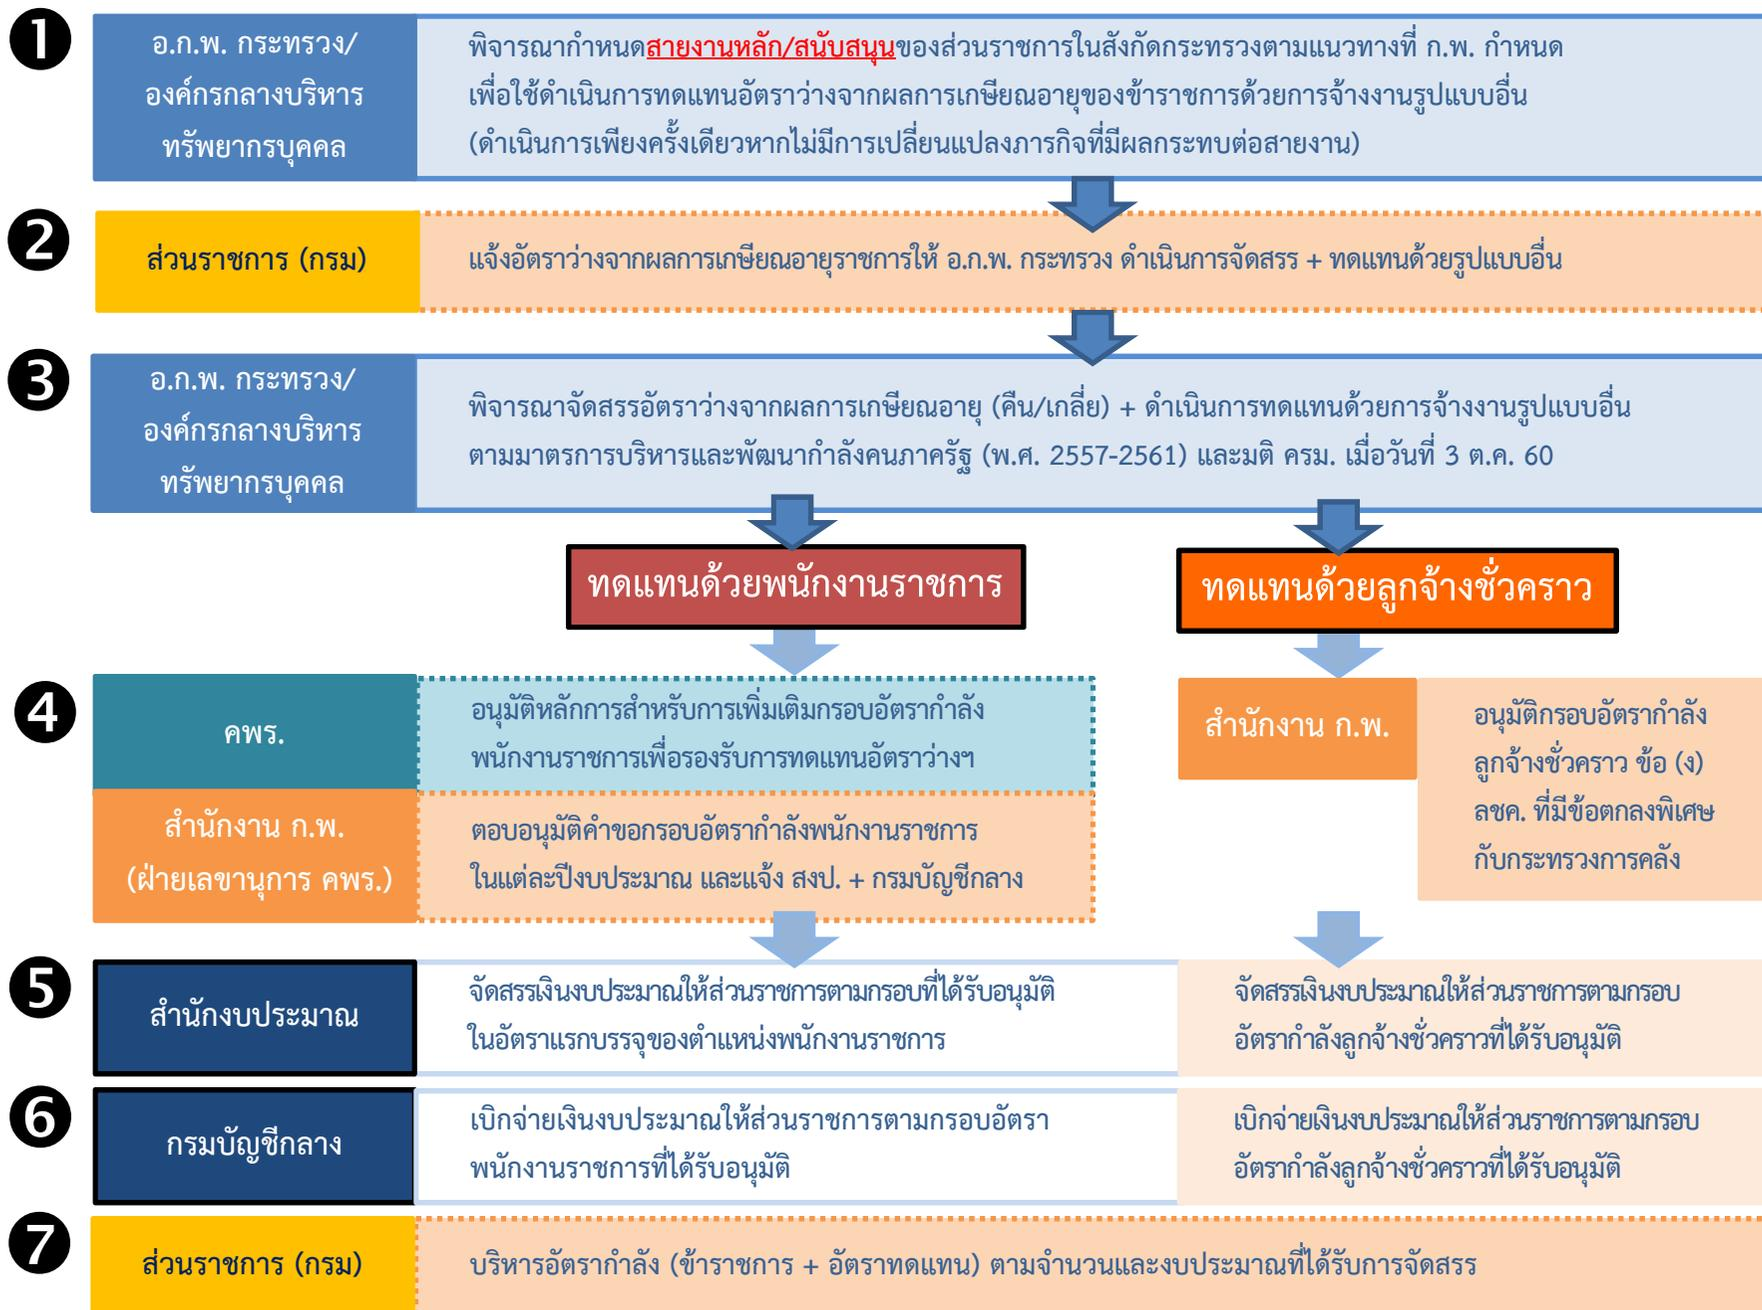 1
อ.ก.พ. กระทรวง/
องค์กรกลางบริหาร
ทรัพยากรบุคคล
พิจารณากำหนดสายงานหลัก/สนับสนุนของส่วนราชการในสังกัดกระทรวงตามแนวทางที่ ก.พ. กำหนด
เพื่อใช้ดำเนินการทดแทนอัตราว่างจากผลการเกษียณอายุของข้าราชการด้วยการจ้างงานรูปแบบอื่น
(ดำเนินการเพียงครั้งเดียวหากไม่มีการเปลี่ยนแปลงภารกิจที่มีผลกระทบต่อสายงาน)
2
ส่วนราชการ (กรม)
แจ้งอัตราว่างจากผลการเกษียณอายุราชการให้ อ.ก.พ. กระทรวง ดำเนินการจัดสรร + ทดแทนด้วยรูปแบบอื่น
3
อ.ก.พ. กระทรวง/
องค์กรกลางบริหาร
ทรัพยากรบุคคล
พิจารณาจัดสรรอัตราว่างจากผลการเกษียณอายุ (คืน/เกลี่ย) + ดำเนินการทดแทนด้วยการจ้างงานรูปแบบอื่น
ตามมาตรการบริหารและพัฒนากำลังคนภาครัฐ (พ.ศ. 2557-2561) และมติ ครม. เมื่อวันที่ 3 ต.ค. 60
ทดแทนด้วยพนักงานราชการ
ทดแทนด้วยลูกจ้างชั่วคราว
4
คพร.
อนุมัติหลักการสำหรับการเพิ่มเติมกรอบอัตรากำลัง
พนักงานราชการเพื่อรองรับการทดแทนอัตราว่างฯ
สำนักงาน ก.พ.
(ฝ่ายเลขานุการ คพร.)
ตอบอนุมัติคำขอกรอบอัตรากำลังพนักงานราชการ
ในแต่ละปีงบประมาณ และแจ้ง สงป. + กรมบัญชีกลาง
สำนักงาน ก.พ.
อนุมัติกรอบอัตรากำลัง
ลูกจ้างชั่วคราว ข้อ (ง)
ลชค. ที่มีข้อตกลงพิเศษ
กับกระทรวงการคลัง
5
สำนักงบประมาณ
จัดสรรเงินงบประมาณให้ส่วนราชการตามกรอบที่ได้รับอนุมัติ
ในอัตราแรกบรรจุของตำแหน่งพนักงานราชการ
จัดสรรเงินงบประมาณให้ส่วนราชการตามกรอบ
อัตรากำลังลูกจ้างชั่วคราวที่ได้รับอนุมัติ
6
กรมบัญชีกลาง
เบิกจ่ายเงินงบประมาณให้ส่วนราชการตามกรอบอัตรา
พนักงานราชการที่ได้รับอนุมัติ
เบิกจ่ายเงินงบประมาณให้ส่วนราชการตามกรอบ
อัตรากำลังลูกจ้างชั่วคราวที่ได้รับอนุมัติ
7
ส่วนราชการ (กรม)
บริหารอัตรากำลัง (ข้าราชการ + อัตราทดแทน) ตามจำนวนและงบประมาณที่ได้รับการจัดสรร